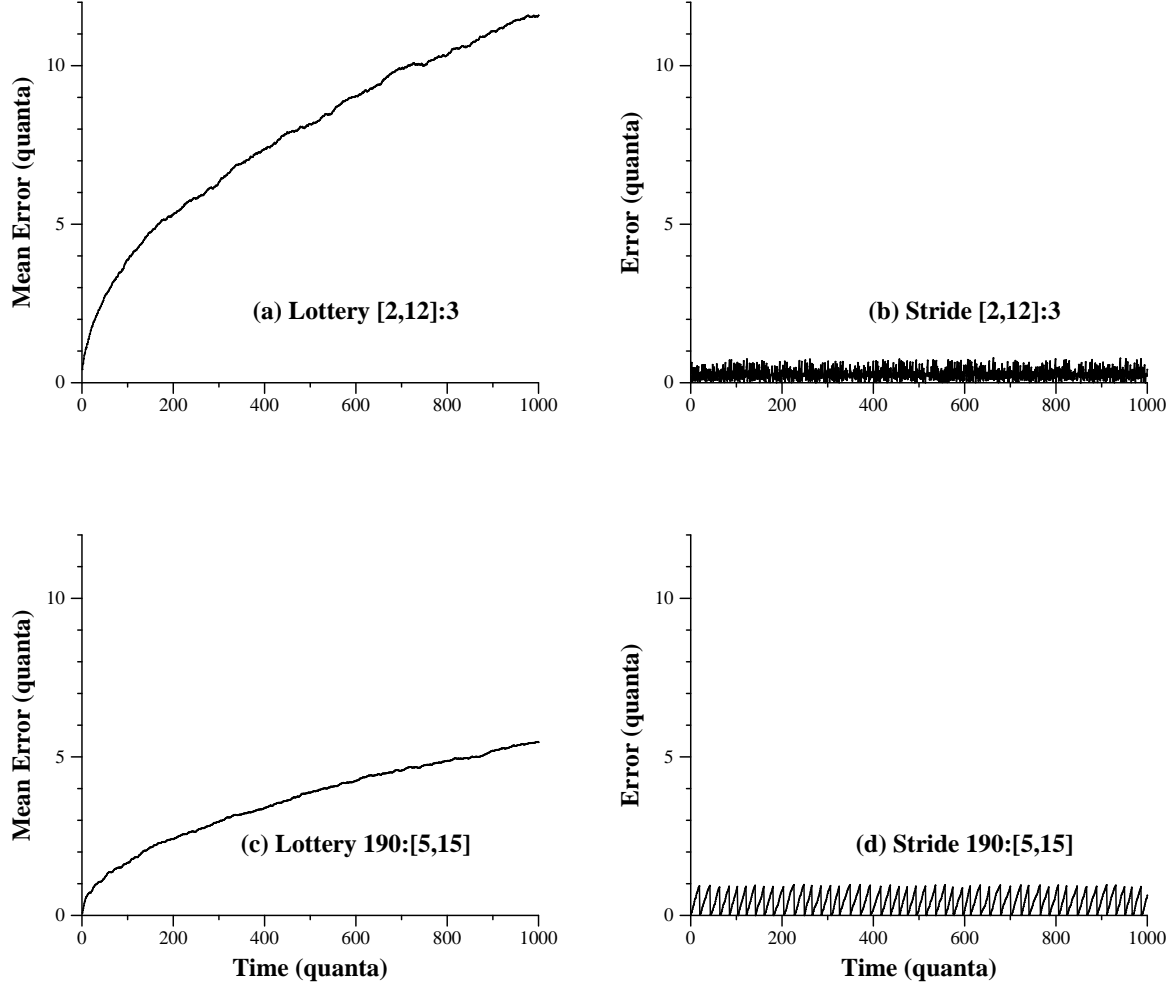 10
5
0
Mean Error (quanta)
(a) Lottery [2,12]:3
0 200 400 600 800 1000
10
5
0
Error (quanta)
(b) Stride [2,12]:3
0 200 400 600 800 1000
10
5
0
Mean Error (quanta)
(c) Lottery 190:[5,15]
0 200 400 600 800 1000
Time (quanta)
10
5
0
Error (quanta)
(d) Stride 190:[5,15]
0 200 400 600 800 1000
Time (quanta)